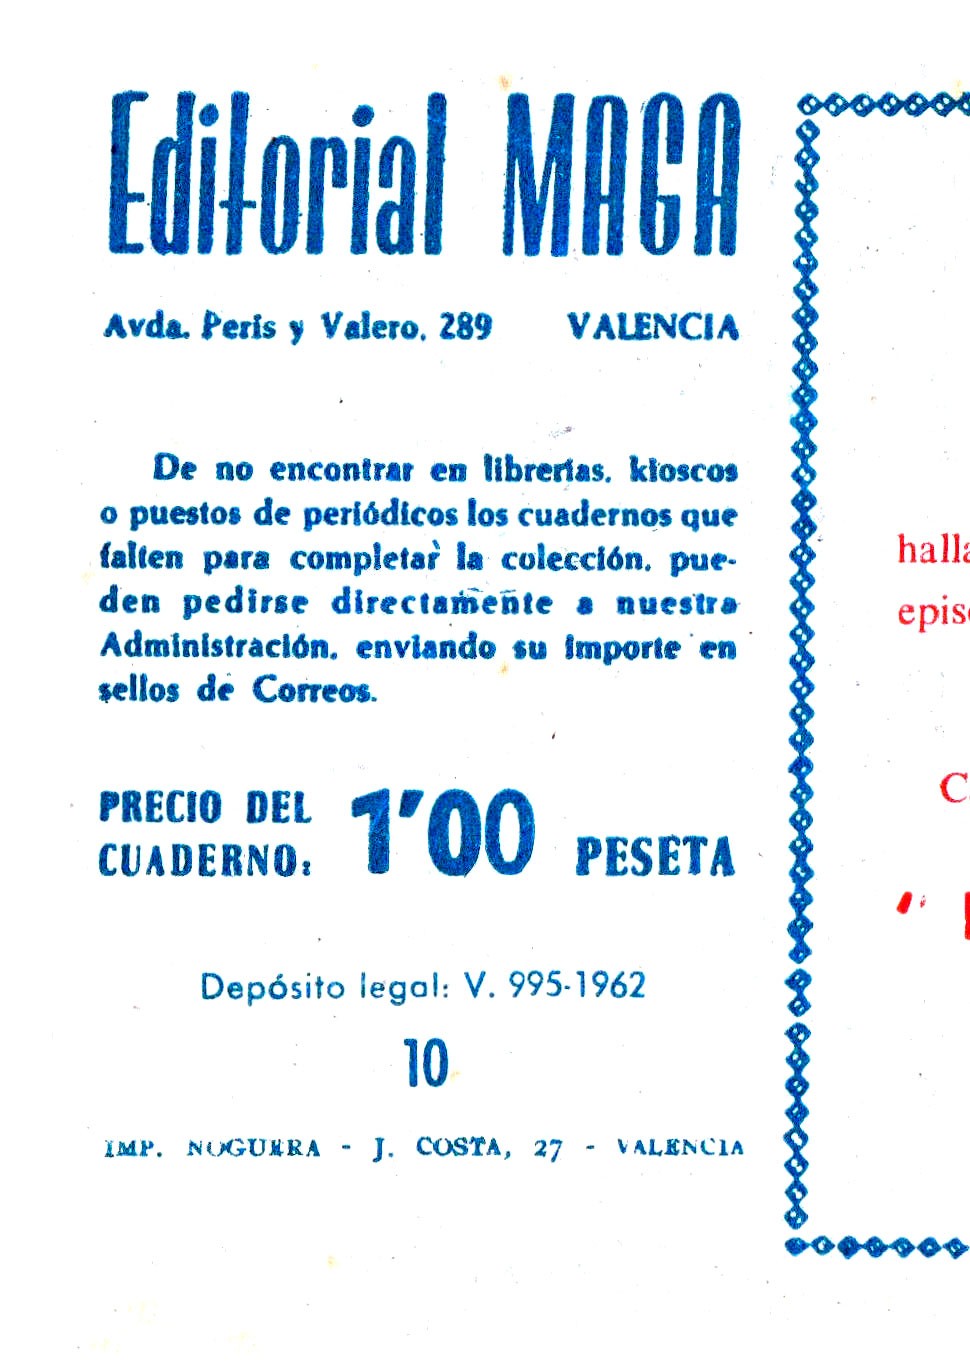 Editorial MAGA
Avda. Peris y Valero, 289 VALENCIA
De no encontrar en librerías, kioscos
o puestos de periódicos los cuadernos que
falten para completar la colección, pue-
den pedirse directamente a nuestra
Administración, enviando su importe en
sellos de Correos.
PRECIO DEL
CUADERNO: 1'00 PESETA
Depósito legal: V. 995-1962
10
IMP. NOGUERA - J. COSTA, 27 - VALENCIA